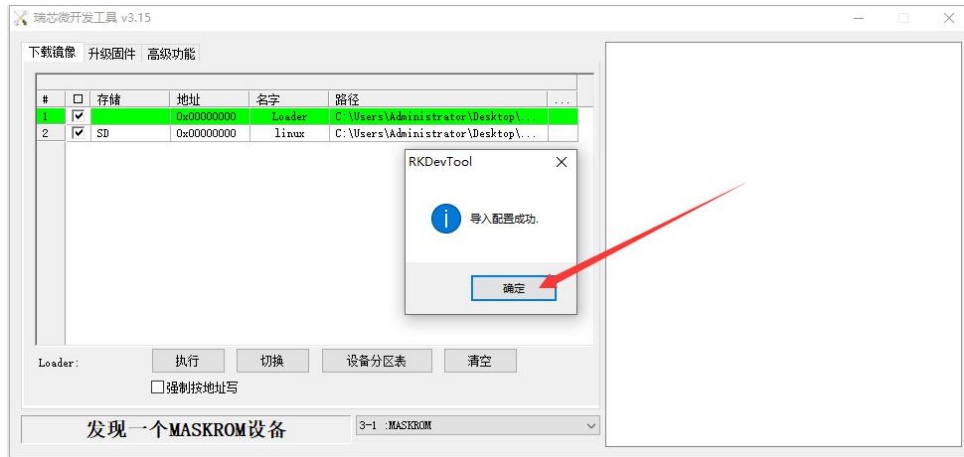 瑞芯微开发工具 v3.15
下载镜像 升级固件 高级功能
# 存储 地址 名字 路径 ...
1 0x00000000 Loader C:\Users\Administrator\Desktop\...
2 SD 0x00000000 linux C:\Users\Administrator\Desktop\...
RKDevTool
导入配置成功.
确定
Loader: 执行 切换 设备分区表 清空
强制按地址写
发现一个MASKROM设备 3-1 :MASKROM